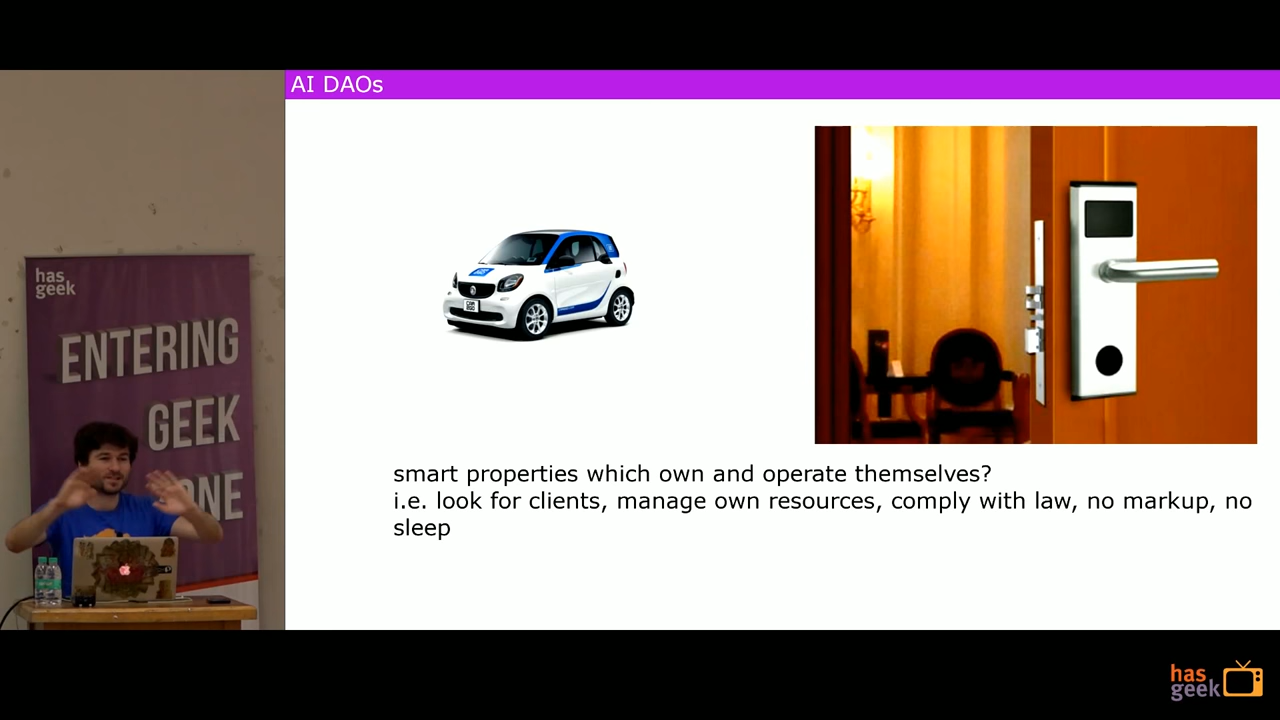 AI DAOs
has
geek
ENTERING
GEEK
ONE
smart properties which own and operate themselves?
i.e. look for clients, manage own resources, comply with law, no markup, no
sleep
has
geek